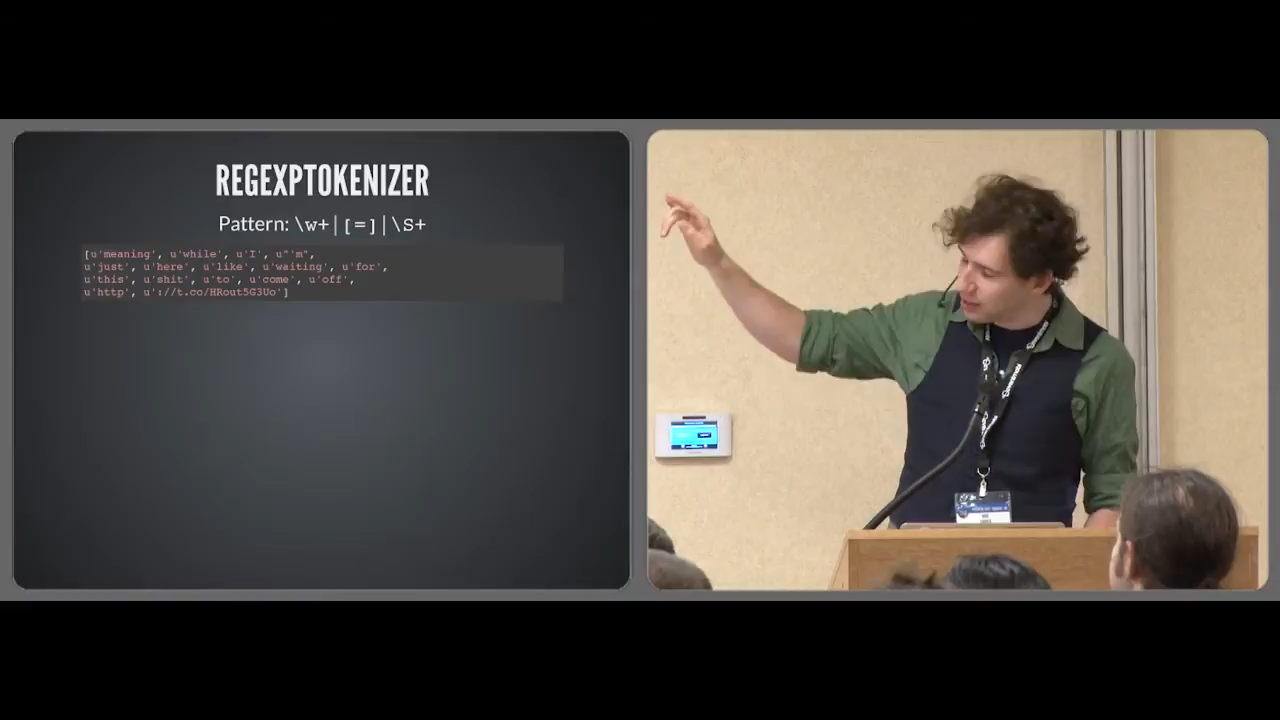 REGEXPTOKENIZER
Pattern: \w+|[=]|\S+
[u'meaning', u'while', u'I', u"'m",
u'just', u'here', u'like', u'waiting', u'for',
u'this', u'shit', u'to', u'come', u'off',
u'http', u'://t.co/HRout5G3Uo']